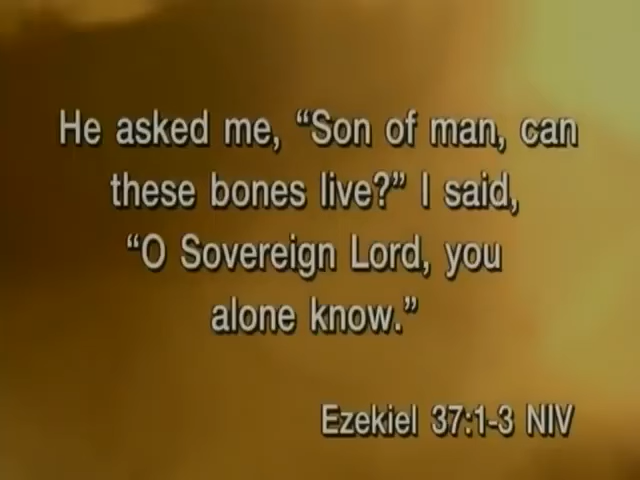 He asked me, “Son of man, can
these bones live?” I said,
“O Sovereign Lord, you
alone know.”
Ezekiel 37:1-3 NIV